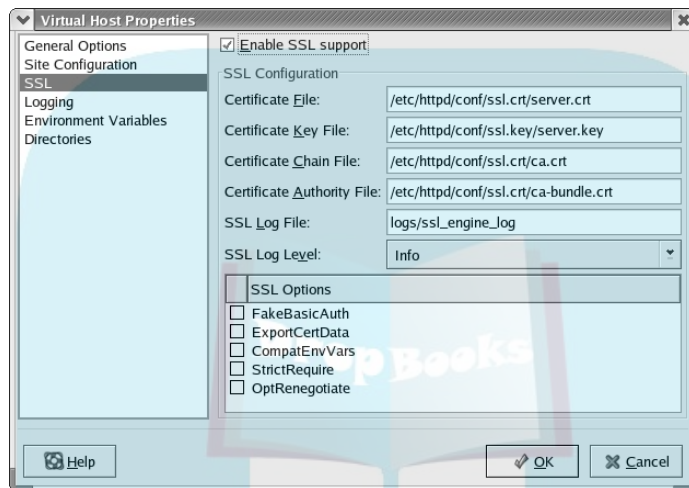 Virtual Host Properties
General Options
Site Configuration
SSL
Logging
Environment Variables
Directories
Enable SSL support
SSL Configuration
Certificate File: /etc/httpd/conf/ssl.crt/server.crt
Certificate Key File: /etc/httpd/conf/ssl.key/server.key
Certificate Chain File: /etc/httpd/conf/ssl.crt/ca.crt
Certificate Authority File: /etc/httpd/conf/ssl.crt/ca-bundle.crt
SSL Log File: logs/ssl_engine_log
SSL Log Level: Info
SSL Options
FakeBasicAuth
ExportCertData
CompatEnvVars
StrictRequire
OptRenegotiate
DropBooks
Help
OK
Cancel